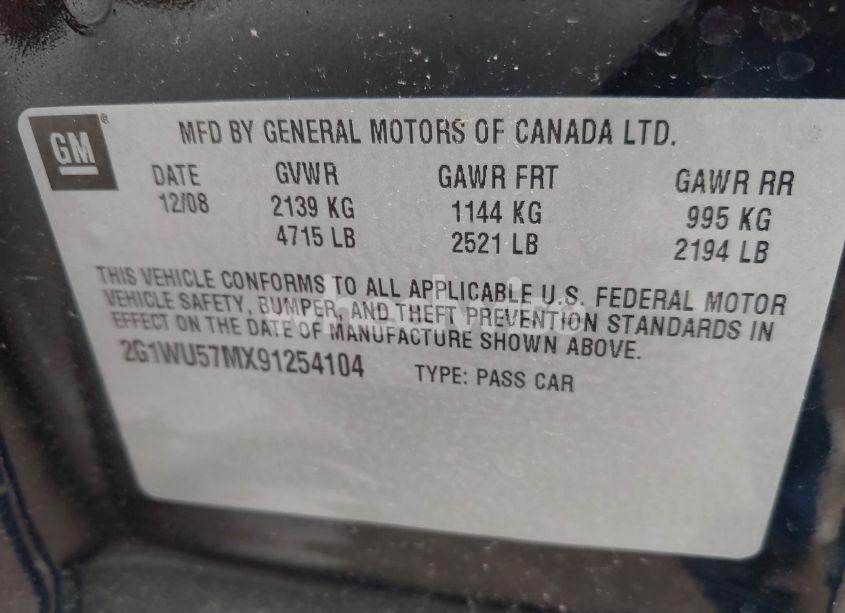 GM
MFD BY GENERAL MOTORS OF CANADA LTD.
DATE GVWR GAWR FRT GAWR RR
12/08 2139 KG 1144 KG 995 KG
4715 LB 2521 LB 2194 LB
THIS VEHICLE CONFORMS TO ALL APPLICABLE U.S. FEDERAL MOTOR
VEHICLE SAFETY, BUMPER, AND THEFT PREVENTION STANDARDS IN
EFFECT ON THE DATE OF MANUFACTURE SHOWN ABOVE.
2G1WU57MX91254104 TYPE: PASS CAR